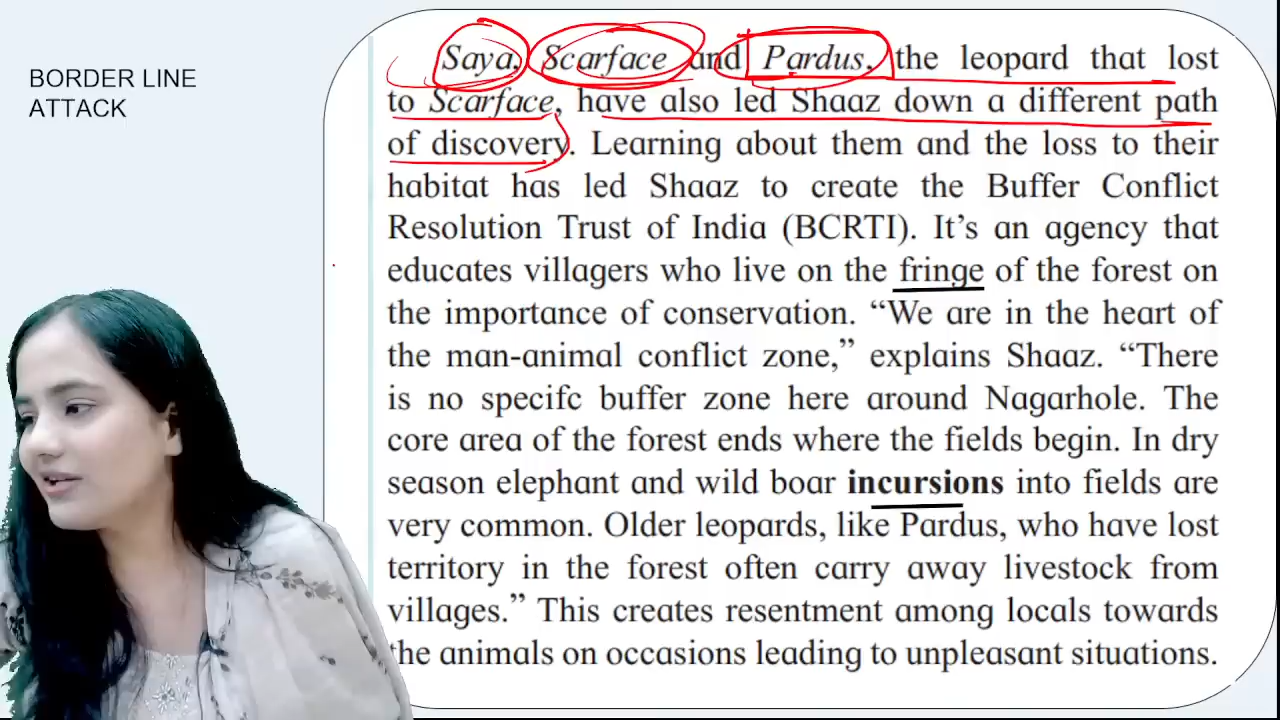 BORDER LINE
ATTACK
Saya, Scarface and Pardus, the leopard that lost
to Scarface, have also led Shaaz down a different path
of discovery. Learning about them and the loss to their
habitat has led Shaaz to create the Buffer Conflict
Resolution Trust of India (BCRTI). It’s an agency that
educates villagers who live on the fringe of the forest on
the importance of conservation. “We are in the heart of
the man-animal conflict zone,” explains Shaaz. “There
is no specifc buffer zone here around Nagarhole. The
core area of the forest ends where the fields begin. In dry
season elephant and wild boar incursions into fields are
very common. Older leopards, like Pardus, who have lost
territory in the forest often carry away livestock from
villages.” This creates resentment among locals towards
the animals on occasions leading to unpleasant situations.